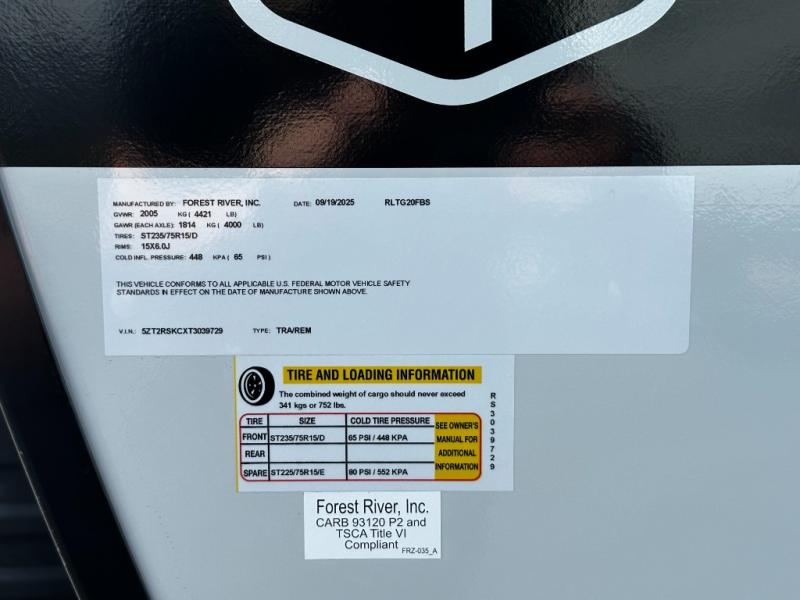 MANUFACTURED BY: FOREST RIVER, INC. DATE: 09/19/2025 RLTG20FBS
GVWR: 2005 KG ( 4421 LB)
GAWR (EACH AXLE): 1814 KG ( 4000 LB)
TIRES: ST235/75R15/D
RIMS: 15X6.0J
COLD INFL. PRESSURE: 448 KPA ( 65 PSI )
THIS VEHICLE CONFORMS TO ALL APPLICABLE U.S. FEDERAL MOTOR VEHICLE SAFETY
STANDARDS IN EFFECT ON THE DATE OF MANUFACTURE SHOWN ABOVE.
V.I.N.: 5ZT2RSKCXT3039729 TYPE: TRA/REM
TIRE AND LOADING INFORMATION
The combined weight of cargo should never exceed
341 kgs or 752 lbs.
TIRE SIZE COLD TIRE PRESSURE
FRONT ST235/75R15/D 65 PSI / 448 KPA
REAR
SPARE ST225/75R15/E 80 PSI / 552 KPA
SEE OWNER'S
MANUAL FOR
ADDITIONAL
INFORMATION
RS3039729
Forest River, Inc.
CARB 93120 P2 and
TSCA Title VI
Compliant FRZ-035_A